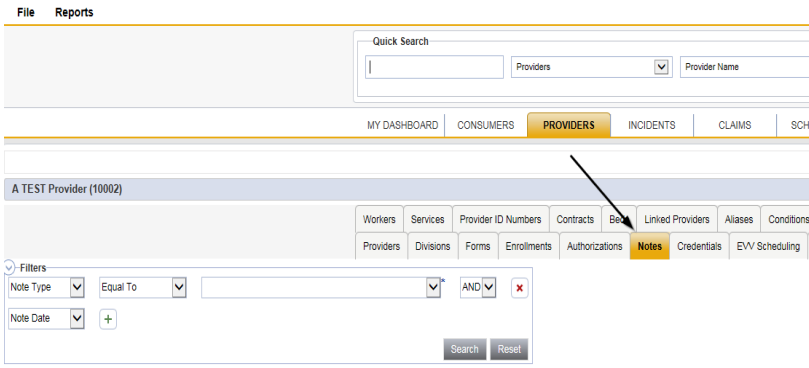 File Reports
Quick Search
Providers Provider Name
MY DASHBOARD CONSUMERS PROVIDERS INCIDENTS CLAIMS SCH
A TEST Provider (10002)
Workers Services Provider ID Numbers Contracts Linked Providers Aliases Conditions
Providers Divisions Forms Enrollments Authorizations Notes Credentials EVV Scheduling
Filters
Note Type Equal To * AND
Note Date
Search Reset